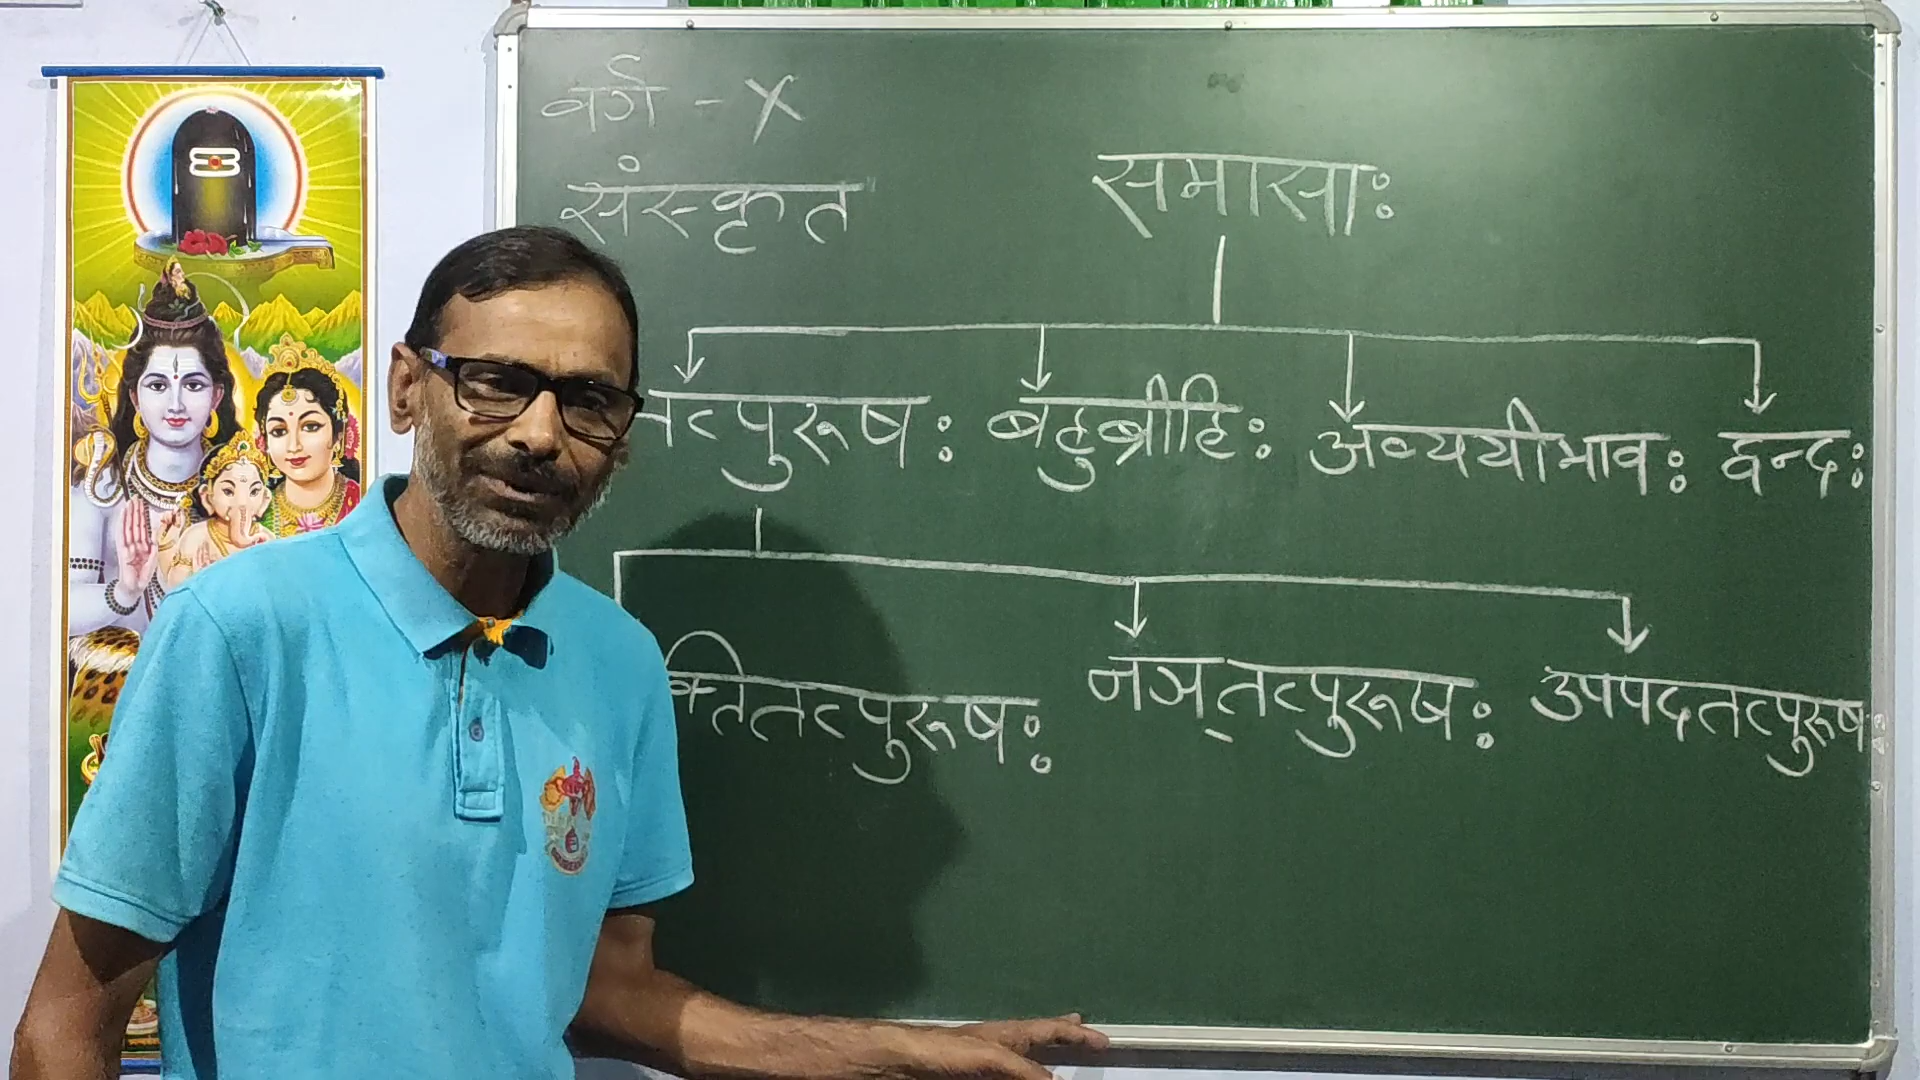 वर्ग - X
संस्कृत
समासाः
तत्पुरूषः बहुब्रीहिः अव्ययीभावः द्वन्दः
क्तितत्पुरूषः नञ्तत्पुरूषः उपपदतत्पुरूषः